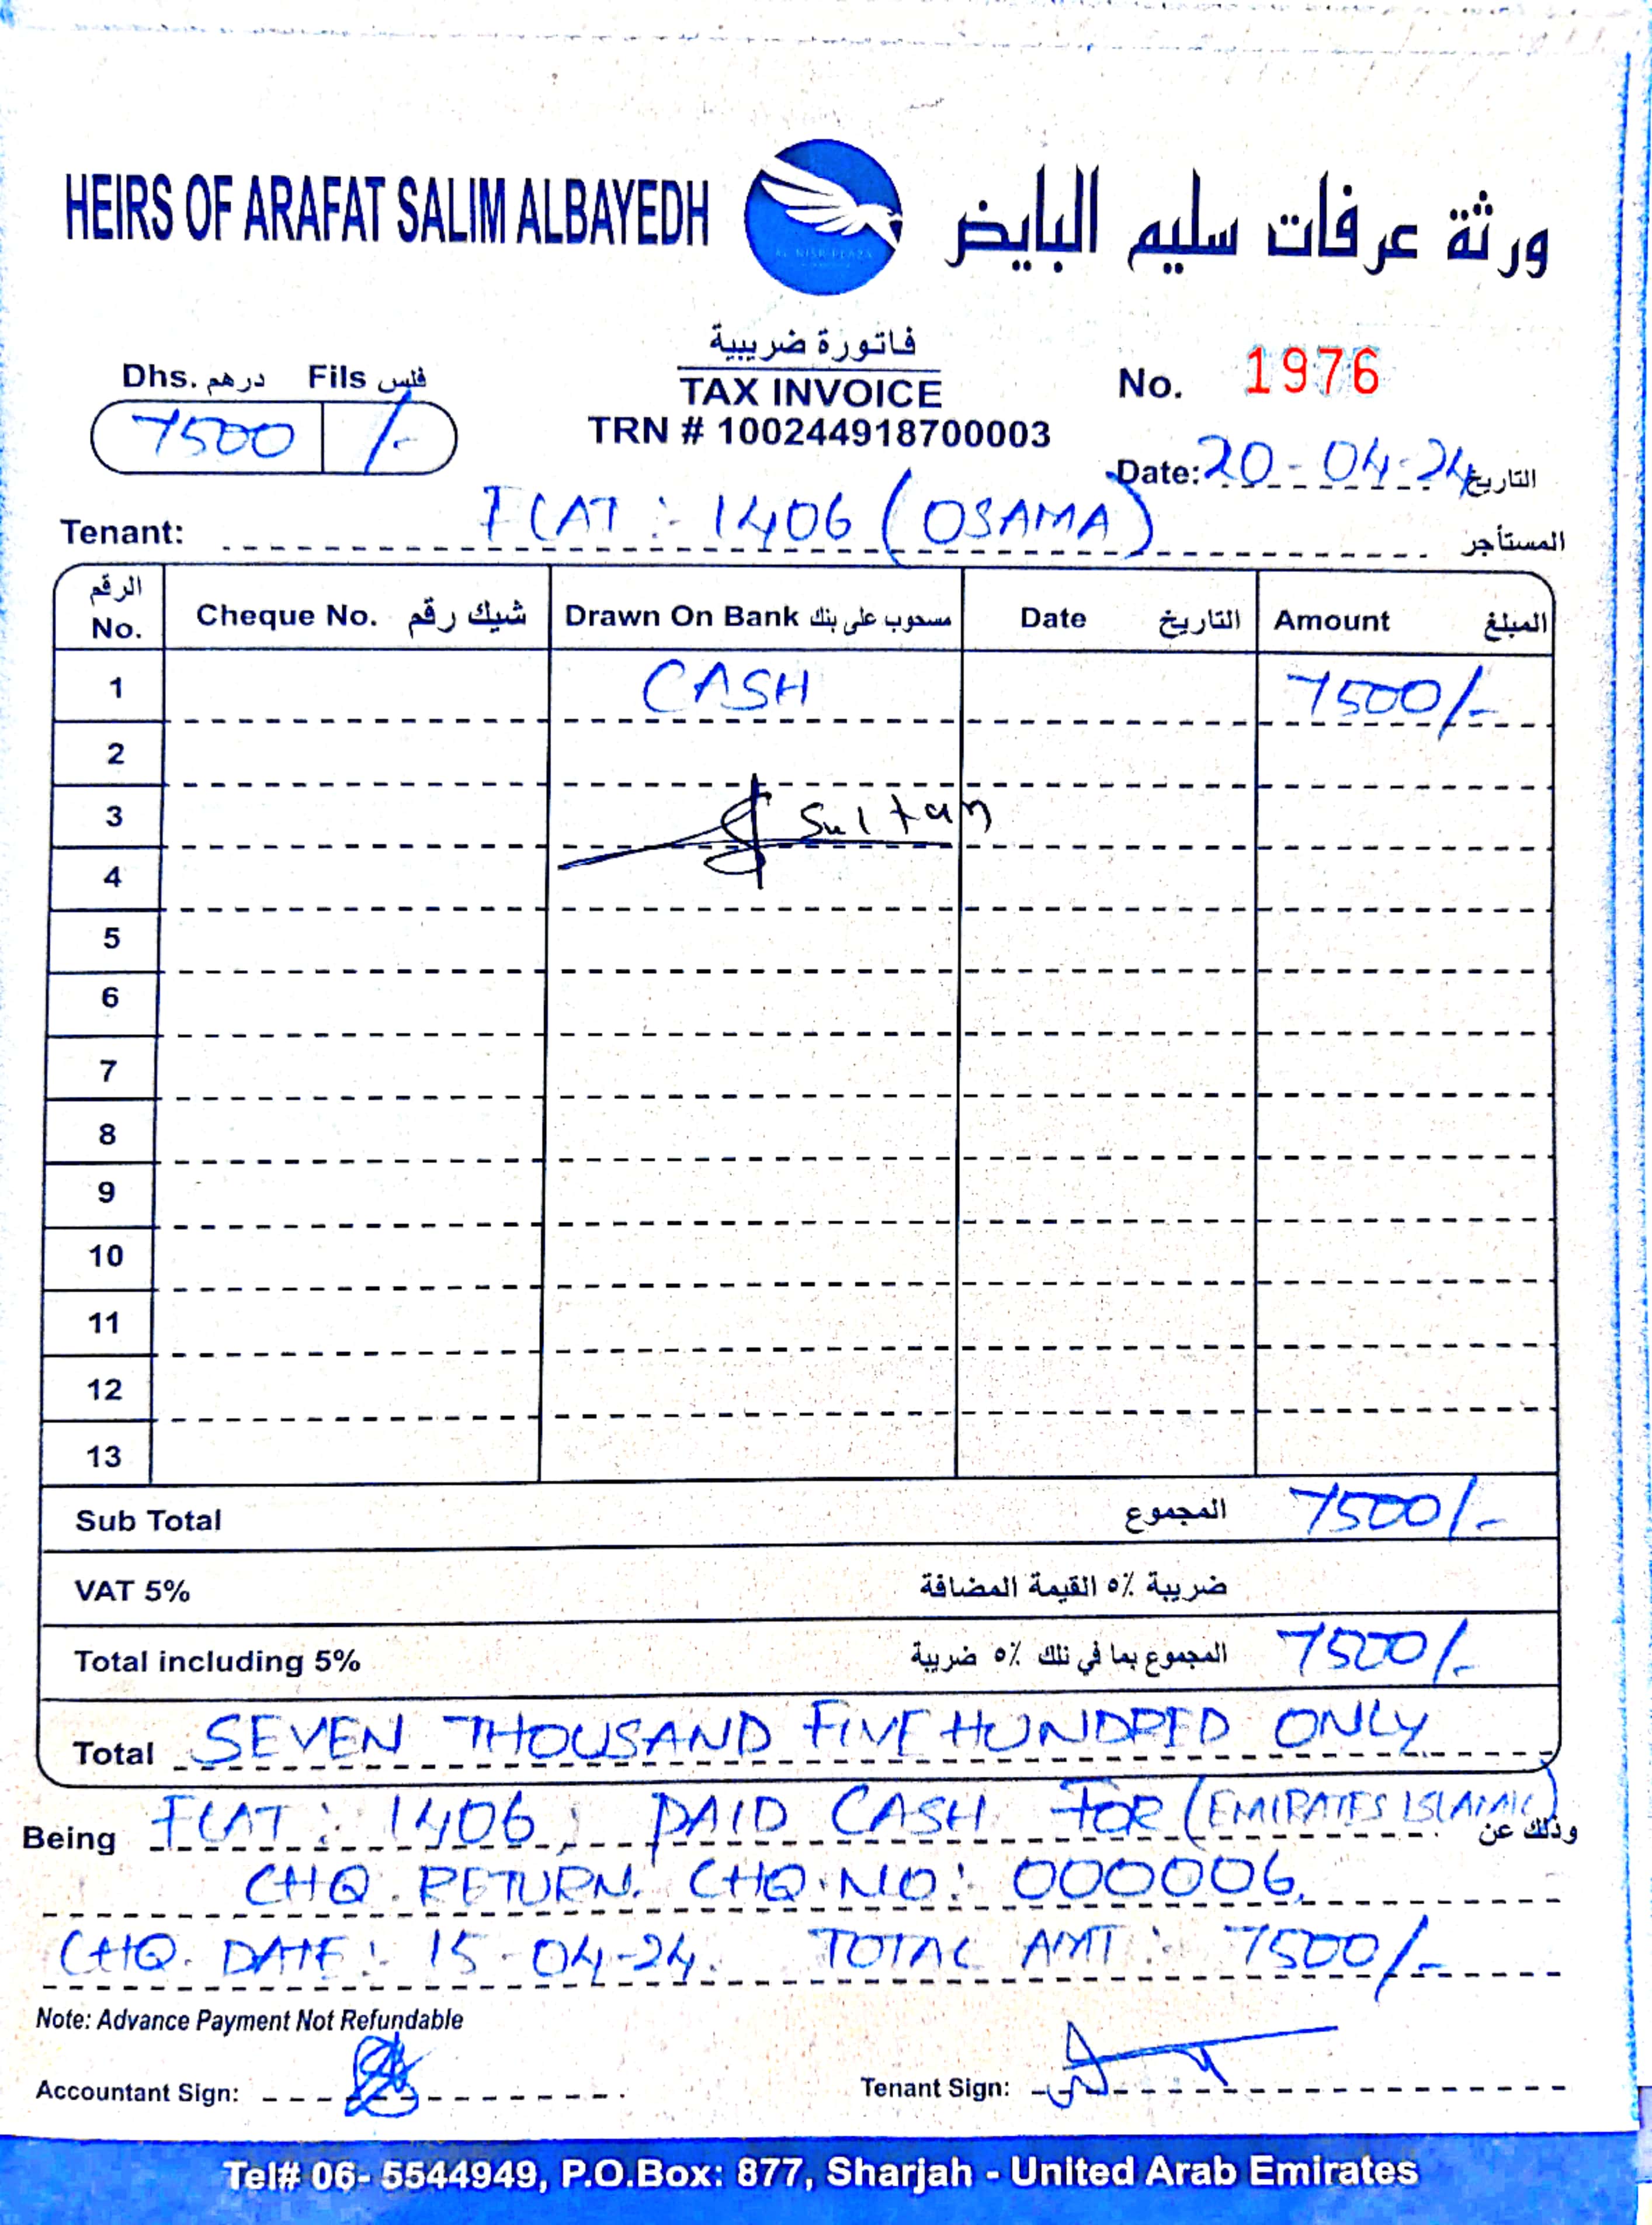 HEIRS OF ARAFAT SALIM ALBAYEDH ورثة عرفات سليم البايض
AL NISR PLAZA
فاتورة ضريبية
Dhs. درهم Fils فلس TAX INVOICE No. 1976
7500 /- TRN # 100244918700003
Date: 20-04-24 التاريخ
Tenant: FLAT :- 1406 (OSAMA) المستأجر
الرقم No. Cheque No. شيك رقم Drawn On Bank مسحوب على بنك Date التاريخ Amount المبلغ
1 CASH 7500/-
2
3 Sultan
4
5
6
7
8
9
10
11
12
13
Sub Total المجموع 7500/-
VAT 5% ضريبة ٥٪ القيمة المضافة
Total including 5% المجموع بما في تلك ٥٪ ضريبة 7500/-
Total SEVEN THOUSAND FIVE HUNDRED ONLY
Being FLAT : 1406, PAID CASH FOR (EMIRATES ISLAMIC) وذلك عن
CHQ. RETURN. CHQ.NO: 000006.
CHQ. DATE:- 15-04-24. TOTAL AMT :- 7500/-
Note: Advance Payment Not Refundable
Accountant Sign: Tenant Sign:
Tel# 06- 5544949, P.O.Box: 877, Sharjah - United Arab Emirates